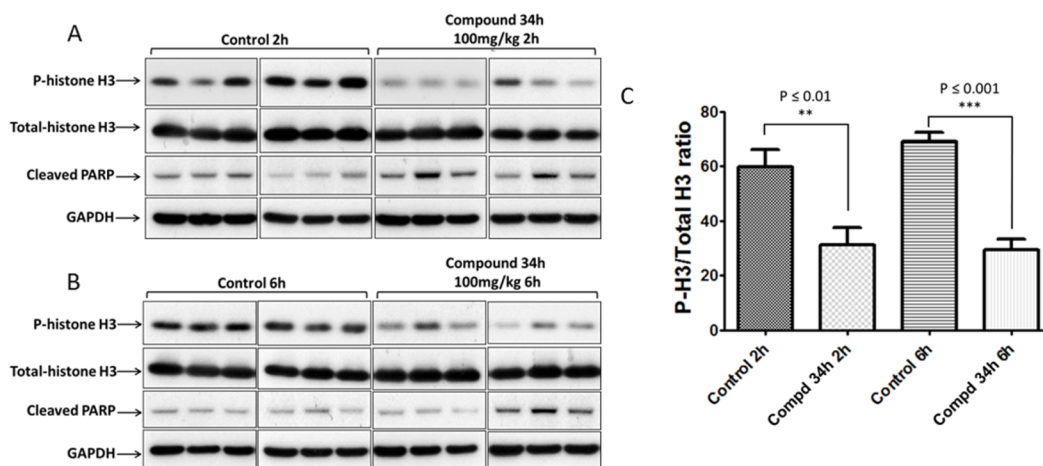 A
Control 2h
Compound 34h
100mg/kg 2h
P-histone H3
Total-histone H3
Cleaved PARP
GAPDH
B
Control 6h
Compound 34h
100mg/kg 6h
P-histone H3
Total-histone H3
Cleaved PARP
GAPDH
C
P ≤ 0.01
**
P ≤ 0.001
***
P-H3/Total H3 ratio
80
60
40
20
0
Control 2h
Compd 34h 2h
Control 6h
Compd 34h 6h